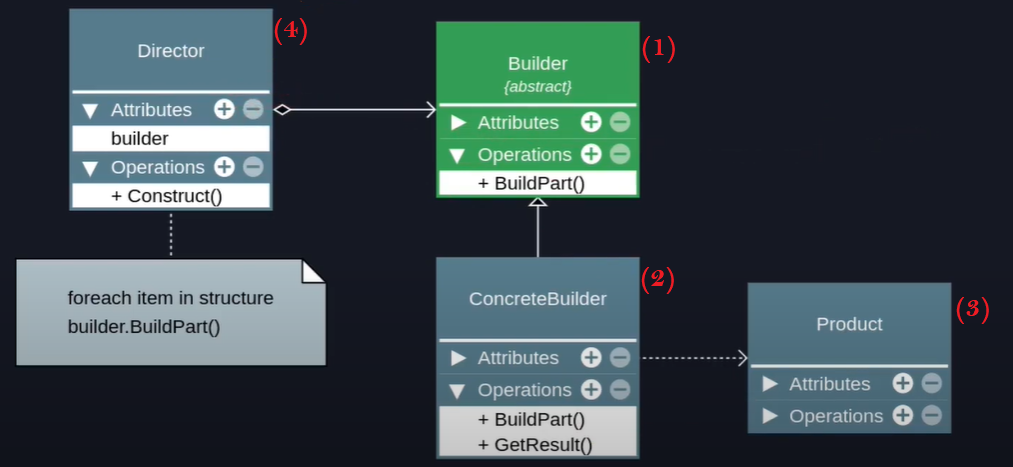 Director
(4)
Attributes
builder
Operations
+ Construct()
foreach item in structure
builder.BuildPart()
Builder
{abstract}
(1)
Attributes
Operations
+ BuildPart()
ConcreteBuilder
(2)
Attributes
Operations
+ BuildPart()
+ GetResult()
Product
(3)
Attributes
Operations